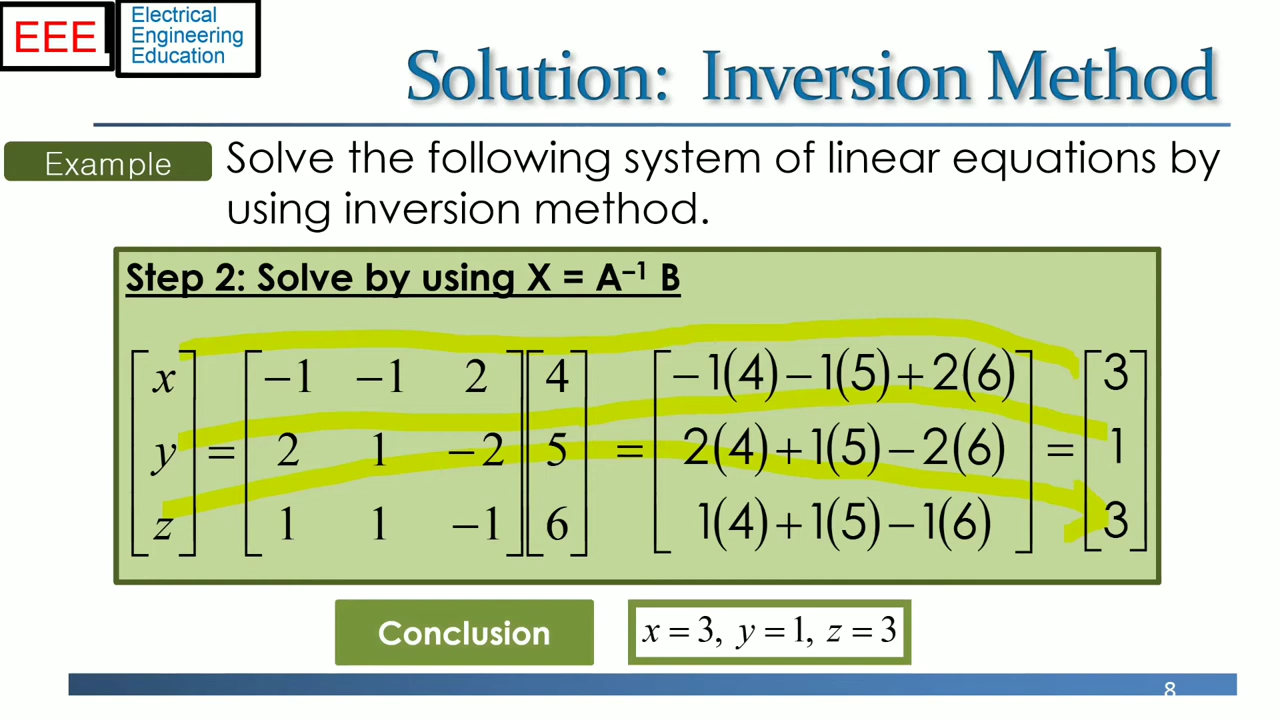 EEE
Electrical
Engineering
Education
Solution: Inversion Method
Example
Solve the following system of linear equations by
using inversion method.
Step 2: Solve by using X = A⁻¹ B
[x] = [−1 −1 2] [4] = [−1(4)−1(5)+2(6)] = [3]
[y] = [2 1 −2] [5] = [2(4)+1(5)−2(6)] = [1]
[z] = [1 1 −1] [6] = [1(4)+1(5)−1(6)] = [3]
Conclusion
x = 3, y = 1, z = 3
8